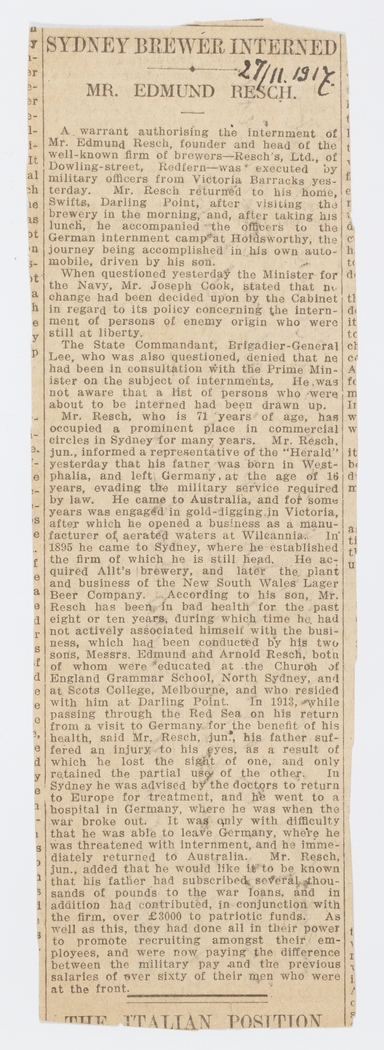 SYDNEY BREWER INTERNED
27/11.1917.
MR. EDMUND RESCH.
A warrant authorising the internment of
Mr. Edmund Resch, founder and head of the
well-known firm of brewers—Resch's, Ltd., of
Dowling-street, Redfern—was executed by
military officers from Victoria Barracks yes-
terday. Mr. Resch returned to his home,
Swifts, Darling Point, after visiting the
brewery in the morning, and, after taking his
lunch, he accompanied the officers to the
German internment camp at Holdsworthy, the
journey being accomplished in his own auto-
mobile, driven by his son.
When questioned yesterday the Minister for
the Navy, Mr. Joseph Cook, stated that no
change had been decided upon by the Cabinet
in regard to its policy concerning the intern-
ment of persons of enemy origin who were
still at liberty.
The State Commandant, Brigadier-General
Lee, who was also questioned, denied that he
had been in consultation with the Prime Min-
ister on the subject of internments. He was
not aware that a list of persons who were
about to be interned had been drawn up.
Mr. Resch, who is 71 years of age, has
occupied a prominent place in commercial
circles in Sydney for many years. Mr. Resch,
jun., informed a representative of the "Herald"
yesterday that his father was born in West-
phalia, and left Germany at the age of 16
years, evading the military service required
by law. He came to Australia, and for some
years was engaged in gold-digging in Victoria,
after which he opened a business as a manu-
facturer of aerated waters at Wilcannia. In
1895 he came to Sydney, where he established
the firm of which he is still head. He ac-
quired Allt's brewery, and later the plant
and business of the New South Wales Lager
Beer Company. According to his son, Mr.
Resch has been in bad health for the past
eight or ten years, during which time he had
not actively associated himself with the busi-
ness, which had been conducted by his two
sons, Messrs. Edmund and Arnold Resch, both
of whom were educated at the Church of
England Grammar School, North Sydney, and
at Scots College, Melbourne, and who resided
with him at Darling Point. In 1913, while
passing through the Red Sea on his return
from a visit to Germany for the benefit of his
health, said Mr. Resch, jun., his father suf-
fered an injury to his eyes, as a result of
which he lost the sight of one, and only
retained the partial use of the other. In
Sydney he was advised by the doctors to return
to Europe for treatment, and he went to a
hospital in Germany, where he was when the
war broke out. It was only with difficulty
that he was able to leave Germany, where he
was threatened with internment, and he imme-
diately returned to Australia. Mr. Resch,
jun., added that he would like it to be known
that his father had subscribed several thou-
sands of pounds to the war loans, and in
addition had contributed, in conjunction with
the firm, over £3000 to patriotic funds. As
well as this, they had done all in their power
to promote recruiting amongst their em-
ployees, and were now paying the difference
between the military pay and the previous
salaries of over sixty of their men who were
at the front.
THE ITALIAN POSITION